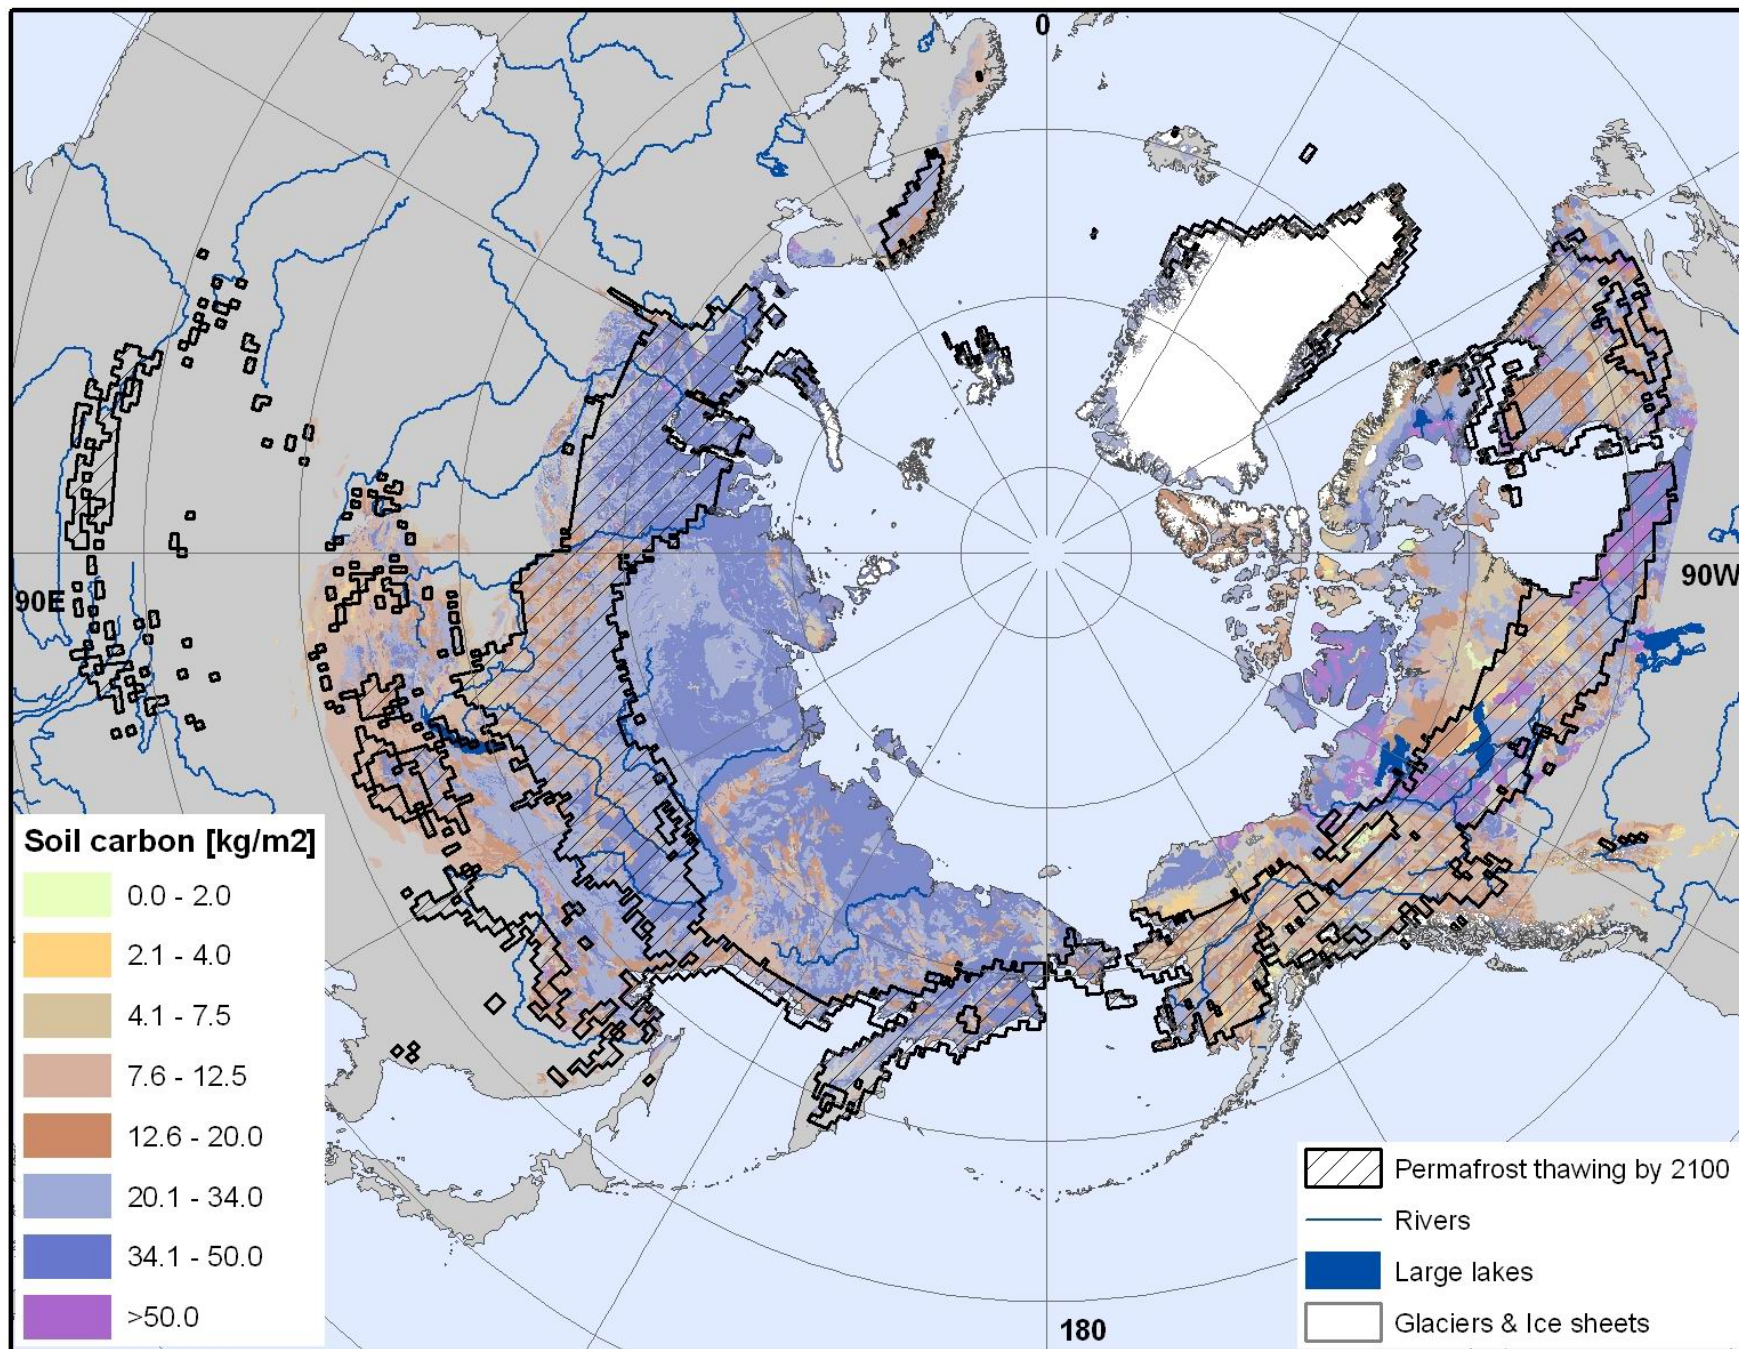 0
90E
90W
Soil carbon [kg/m2]
0.0 - 2.0
2.1 - 4.0
4.1 - 7.5
7.6 - 12.5
12.6 - 20.0
20.1 - 34.0
34.1 - 50.0
>50.0
180
Permafrost thawing by 2100
Rivers
Large lakes
Glaciers & Ice sheets